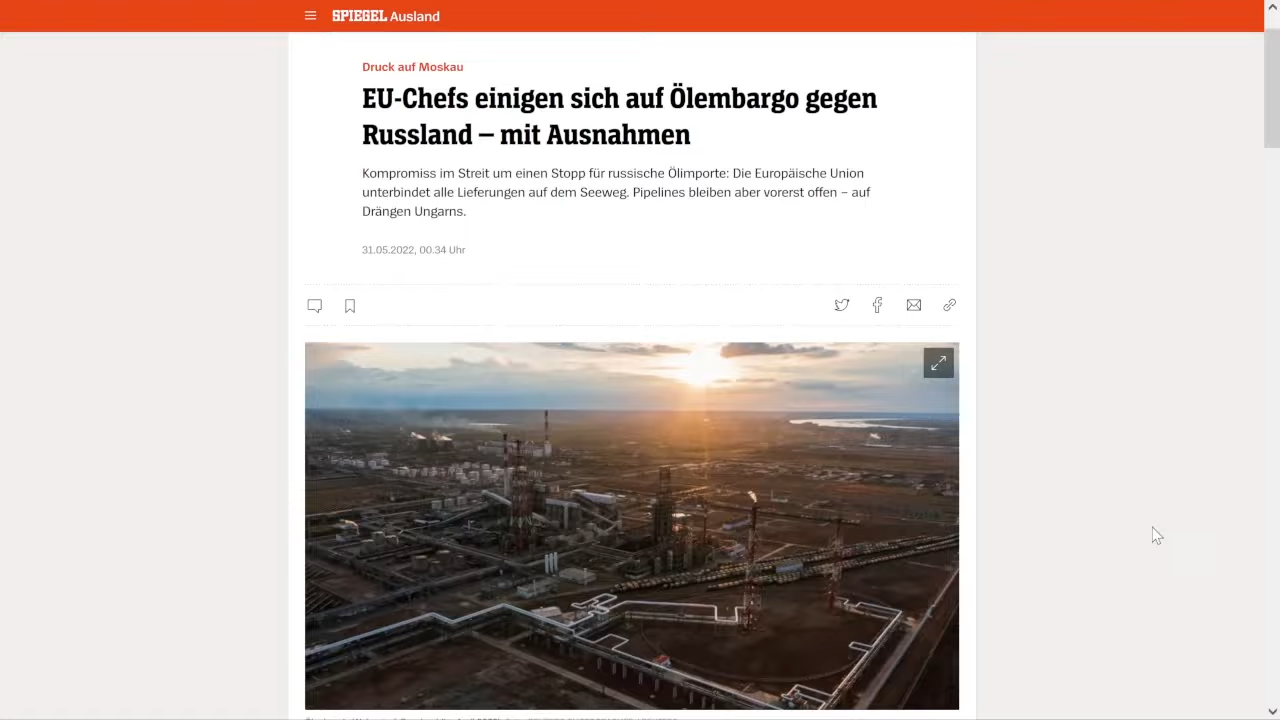 SPIEGEL Ausland
Druck auf Moskau
EU-Chefs einigen sich auf Ölembargo gegen
Russland – mit Ausnahmen
Kompromiss im Streit um einen Stopp für russische Ölimporte: Die Europäische Union
unterbindet alle Lieferungen auf dem Seeweg. Pipelines bleiben aber vorerst offen – auf
Drängen Ungarns.
31.05.2022, 00.34 Uhr